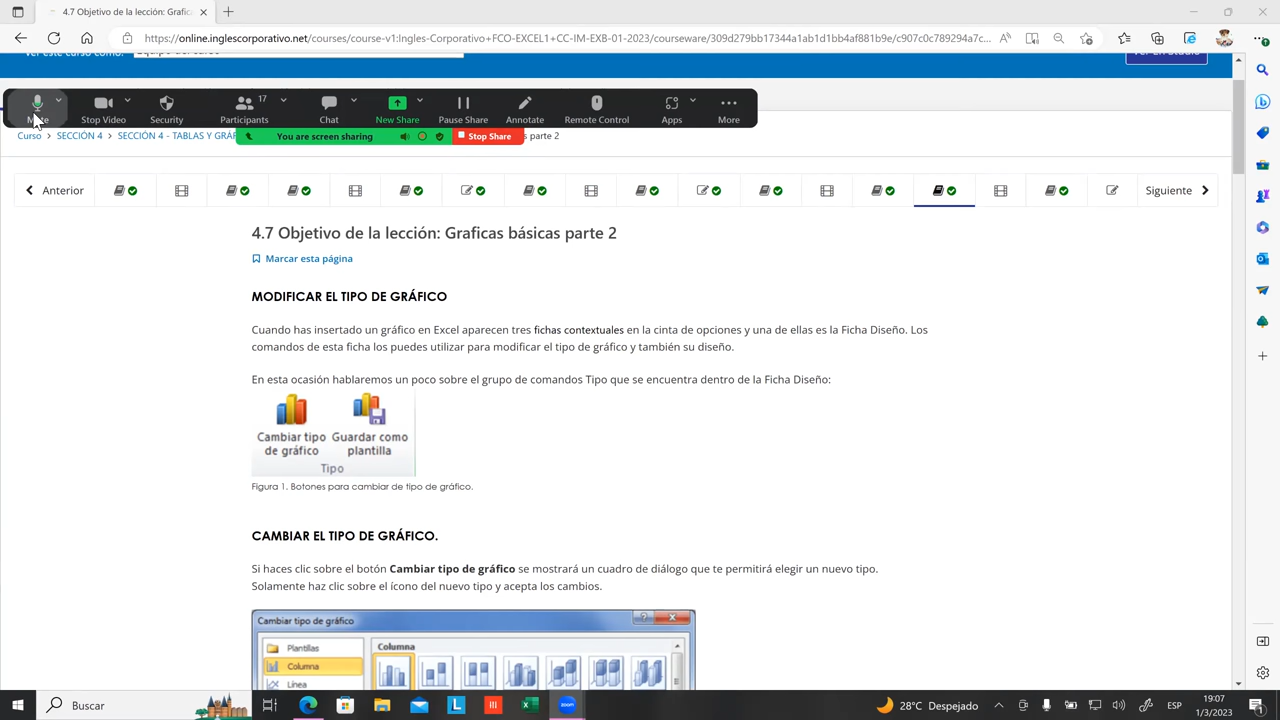 4.7 Objetivo de la lección: Grafic
https://online.inglescorporativo.net/courses/course-v1:Ingles-Corporativo+FCO-EXCEL1+CC-IM-EXB-01-2023/courseware/309d279bb17344a1ab1d1bb4af881b9e/c907c0c789294a7c...
Ver este curso como:
Mute
Stop Video
Security
Participants
17
Chat
New Share
Pause Share
Annotate
Remote Control
Apps
More
You are screen sharing
Stop Share
Curso > SECCIÓN 4 > SECCIÓN 4 - TABLAS Y GRÁF
parte 2
Anterior
Siguiente
4.7 Objetivo de la lección: Graficas básicas parte 2
Marcar esta página
MODIFICAR EL TIPO DE GRÁFICO
Cuando has insertado un gráfico en Excel aparecen tres fichas contextuales en la cinta de opciones y una de ellas es la Ficha Diseño. Los
comandos de esta ficha los puedes utilizar para modificar el tipo de gráfico y también su diseño.
En esta ocasión hablaremos un poco sobre el grupo de comandos Tipo que se encuentra dentro de la Ficha Diseño:
Cambiar tipo de gráfico
Guardar como plantilla
Tipo
Figura 1. Botones para cambiar de tipo de gráfico.
CAMBIAR EL TIPO DE GRÁFICO.
Si haces clic sobre el botón Cambiar tipo de gráfico se mostrará un cuadro de diálogo que te permitirá elegir un nuevo tipo.
Solamente haz clic sobre el ícono del nuevo tipo y acepta los cambios.
Cambiar tipo de gráfico
Plantillas
Columna
Línea
Columna
Buscar
zoom
28°C Despejado
ESP
19:07
1/3/2023